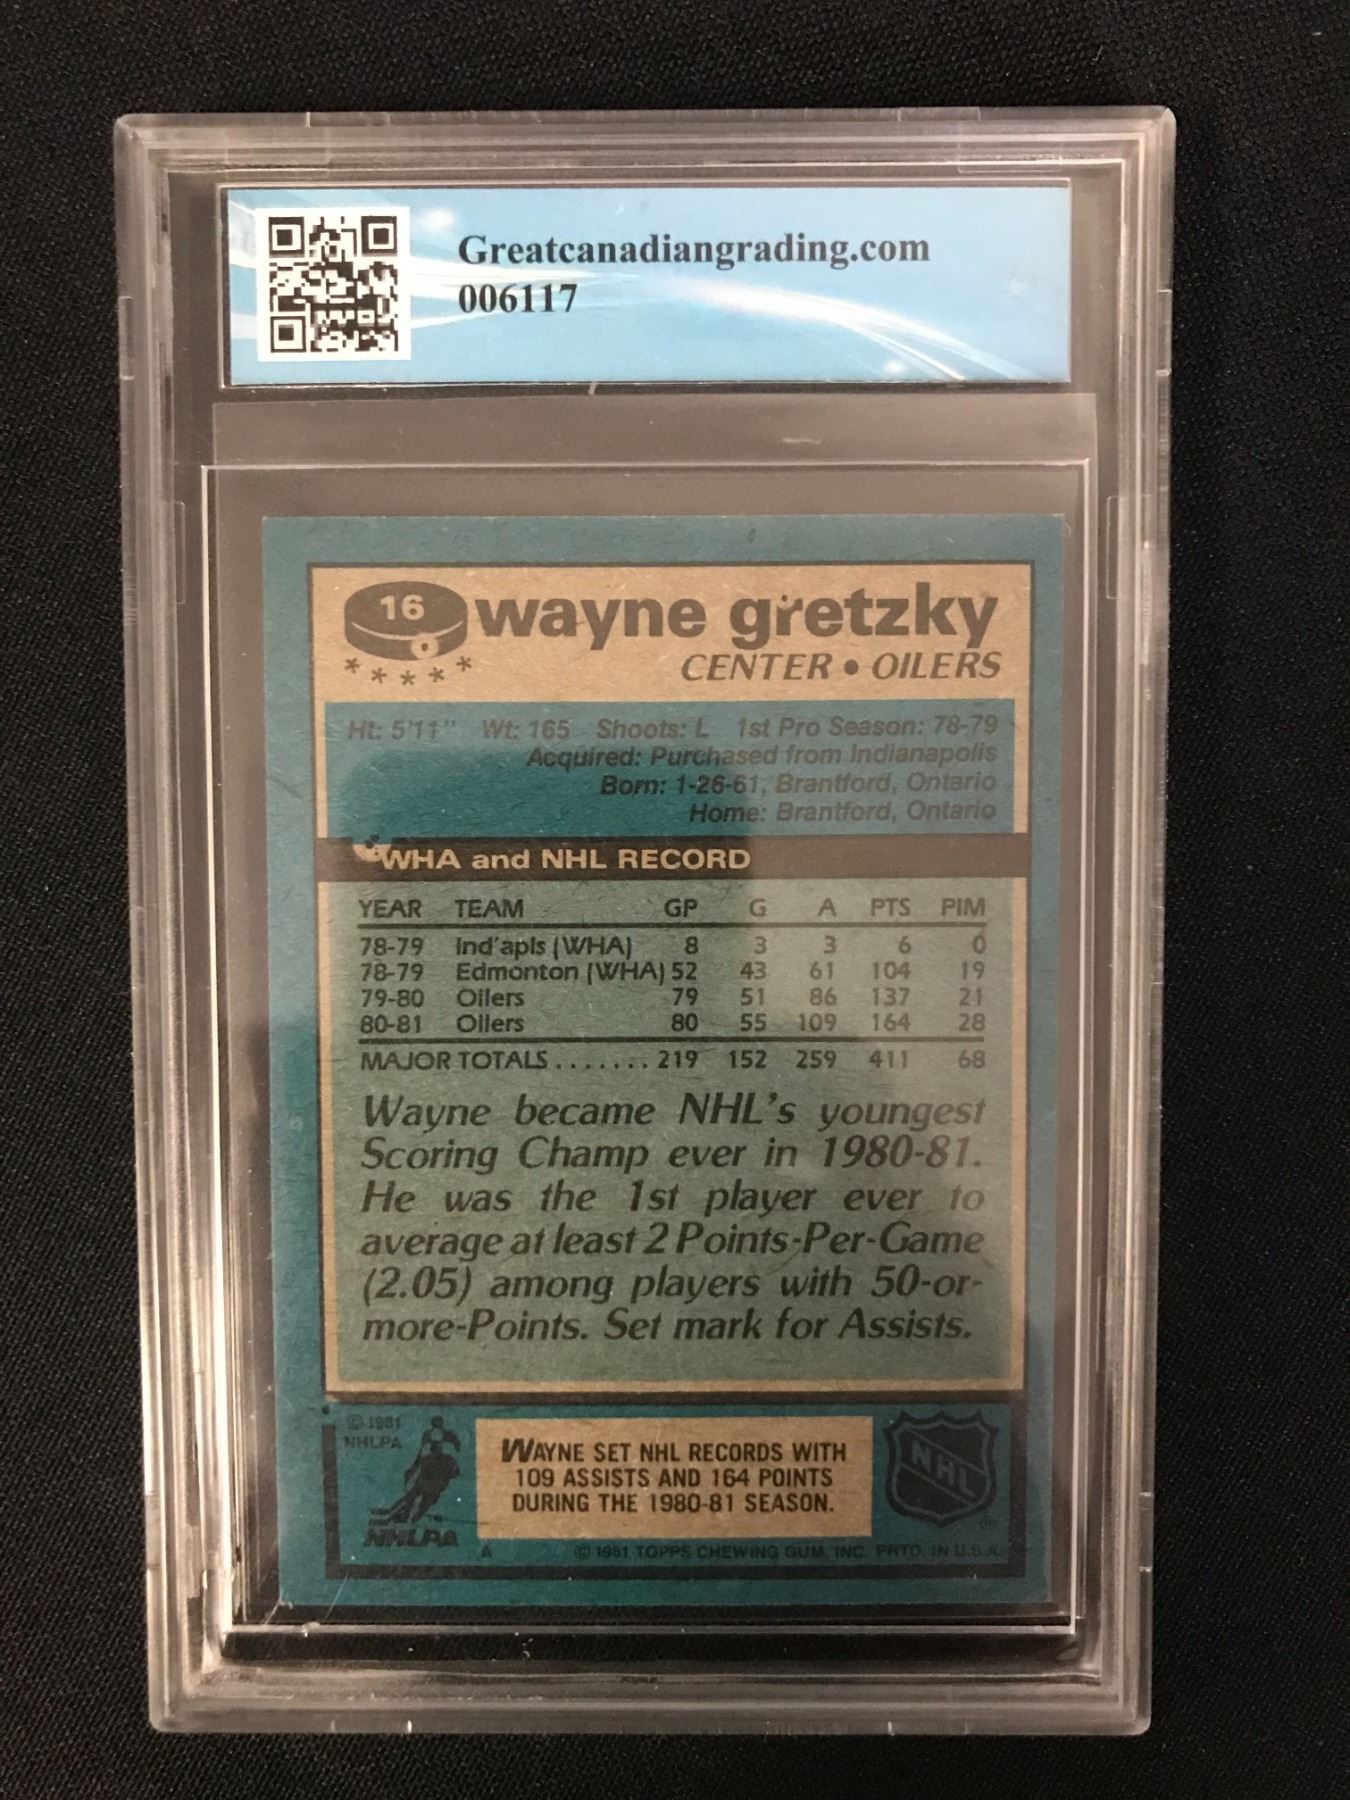 Greatcanadiangrading.com
006117
16
wayne gretzky
CENTER • OILERS
Ht: 5'11" Wt: 165 Shoots: L 1st Pro Season: 78-79
Acquired: Purchased from Indianapolis
Born: 1-26-61, Brantford, Ontario
Home: Brantford, Ontario
WHA and NHL RECORD
YEAR TEAM GP G A PTS PIM
78-79 Ind'apls (WHA) 8 3 3 6 0
78-79 Edmonton (WHA) 52 43 61 104 19
79-80 Oilers 79 51 86 137 21
80-81 Oilers 80 55 109 164 28
MAJOR TOTALS ....... 219 152 259 411 68
Wayne became NHL's youngest
Scoring Champ ever in 1980-81.
He was the 1st player ever to
average at least 2 Points-Per-Game
(2.05) among players with 50-or-
more-Points. Set mark for Assists.
© 1981
NHLPA
NHLPA
TM
WAYNE SET NHL RECORDS WITH
109 ASSISTS AND 164 POINTS
DURING THE 1980-81 SEASON.
NHL
®
A © 1981 TOPPS CHEWING GUM, INC. PRTD. IN U.S.A.